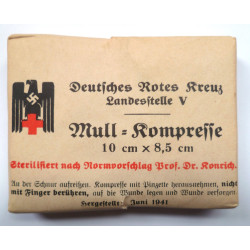 Deutsches Rotes Kreuz
Landesstelle V
Mull-Kompresse
10 cm × 8,5 cm
Sterilisiert nach Normvorschlag Prof. Dr. Konrich.
An der Schnur aufreißen. Kompresse mit Pinzette herausnehmen, nicht
mit Finger berühren, auf die Wunde legen und Wunde versorgen.
Hergestellt: Juni 1941